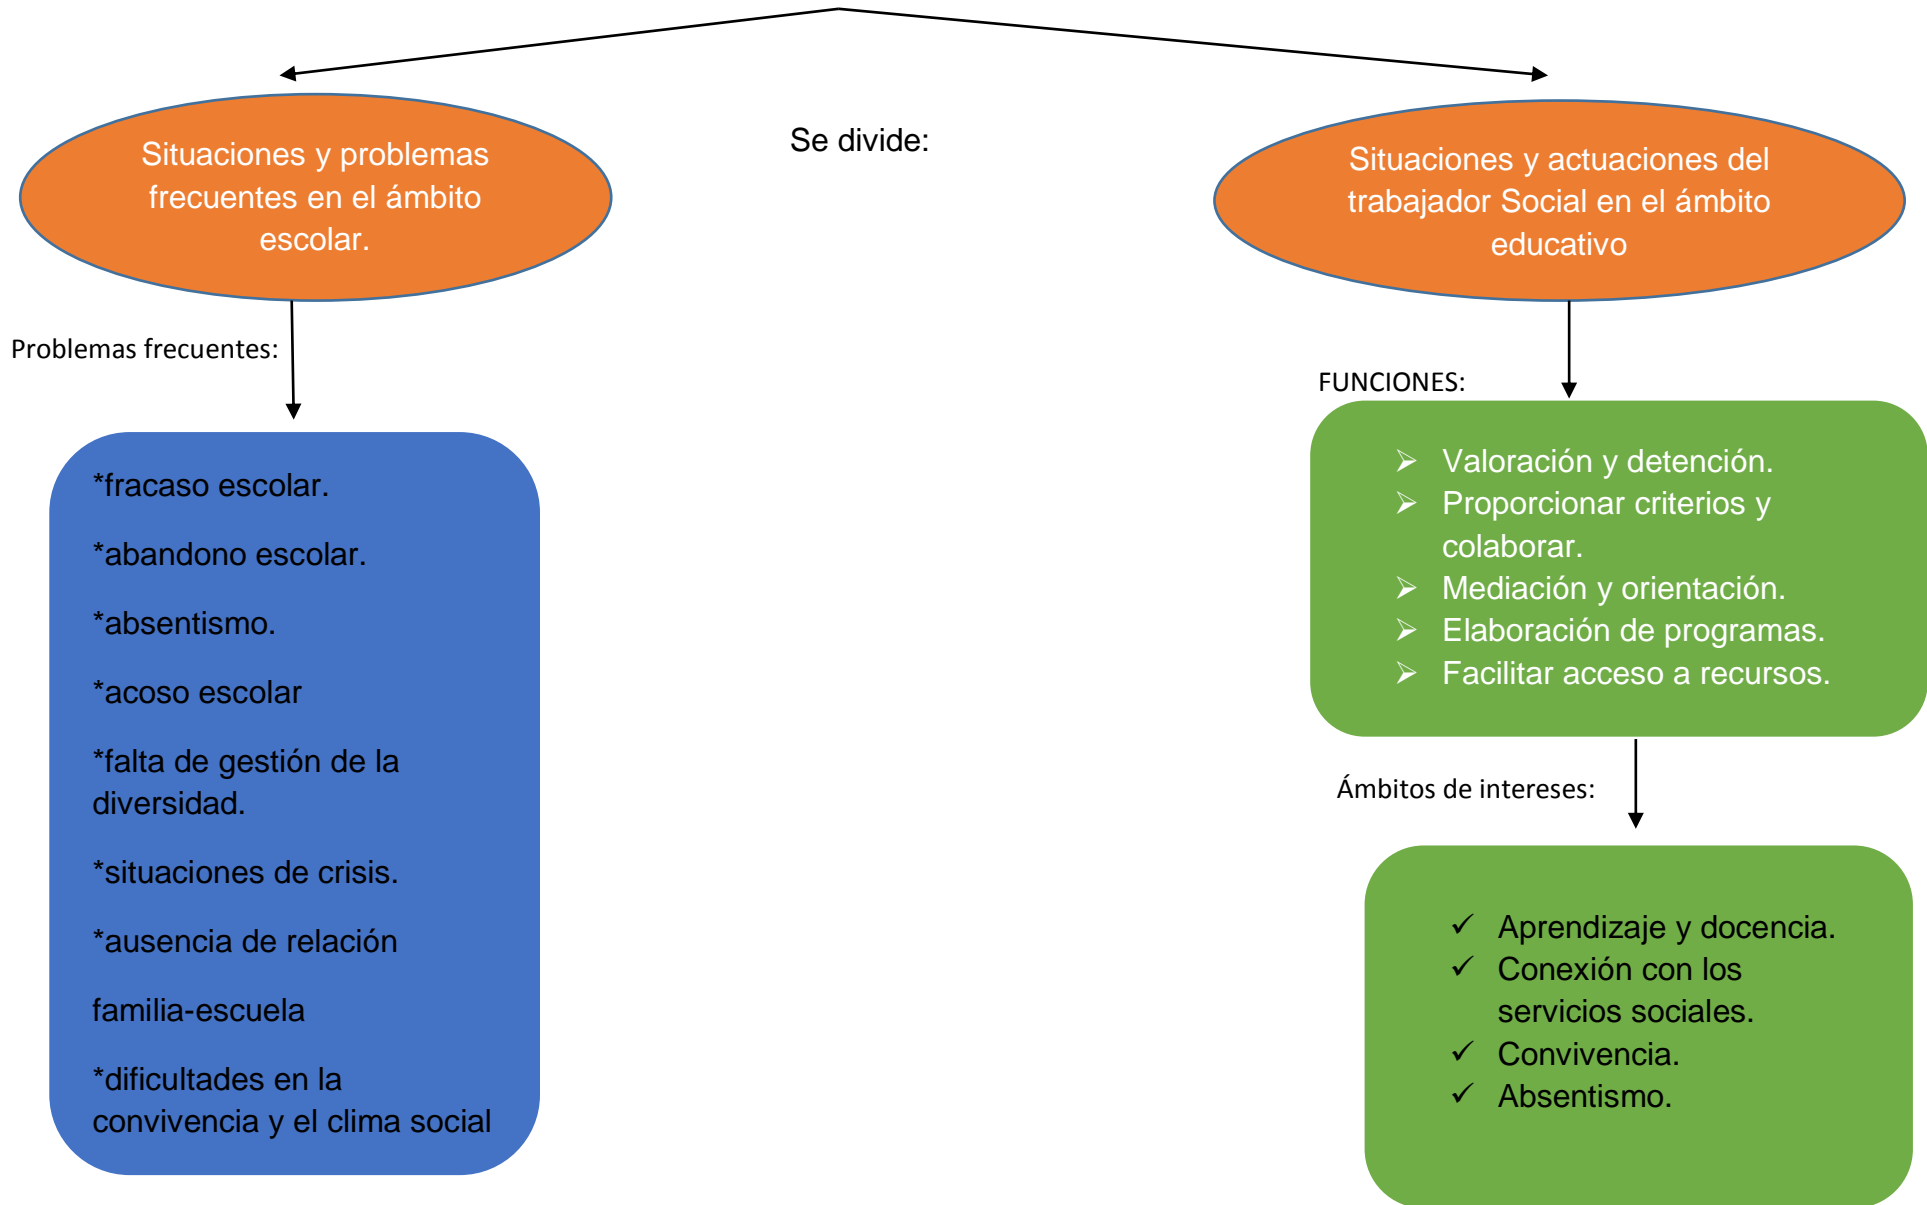 Se divide:
Situaciones y problemas
frecuentes en el ámbito
escolar.
Problemas frecuentes:
*fracaso escolar.
*abandono escolar.
*absentismo.
*acoso escolar
*falta de gestión de la
diversidad.
*situaciones de crisis.
*ausencia de relación
familia-escuela
*dificultades en la
convivencia y el clima social
Situaciones y actuaciones del
trabajador Social en el ámbito
educativo
FUNCIONES:
➢ Valoración y detención.
➢ Proporcionar criterios y
colaborar.
➢ Mediación y orientación.
➢ Elaboración de programas.
➢ Facilitar acceso a recursos.
Ámbitos de intereses:
✓ Aprendizaje y docencia.
✓ Conexión con los
servicios sociales.
✓ Convivencia.
✓ Absentismo.